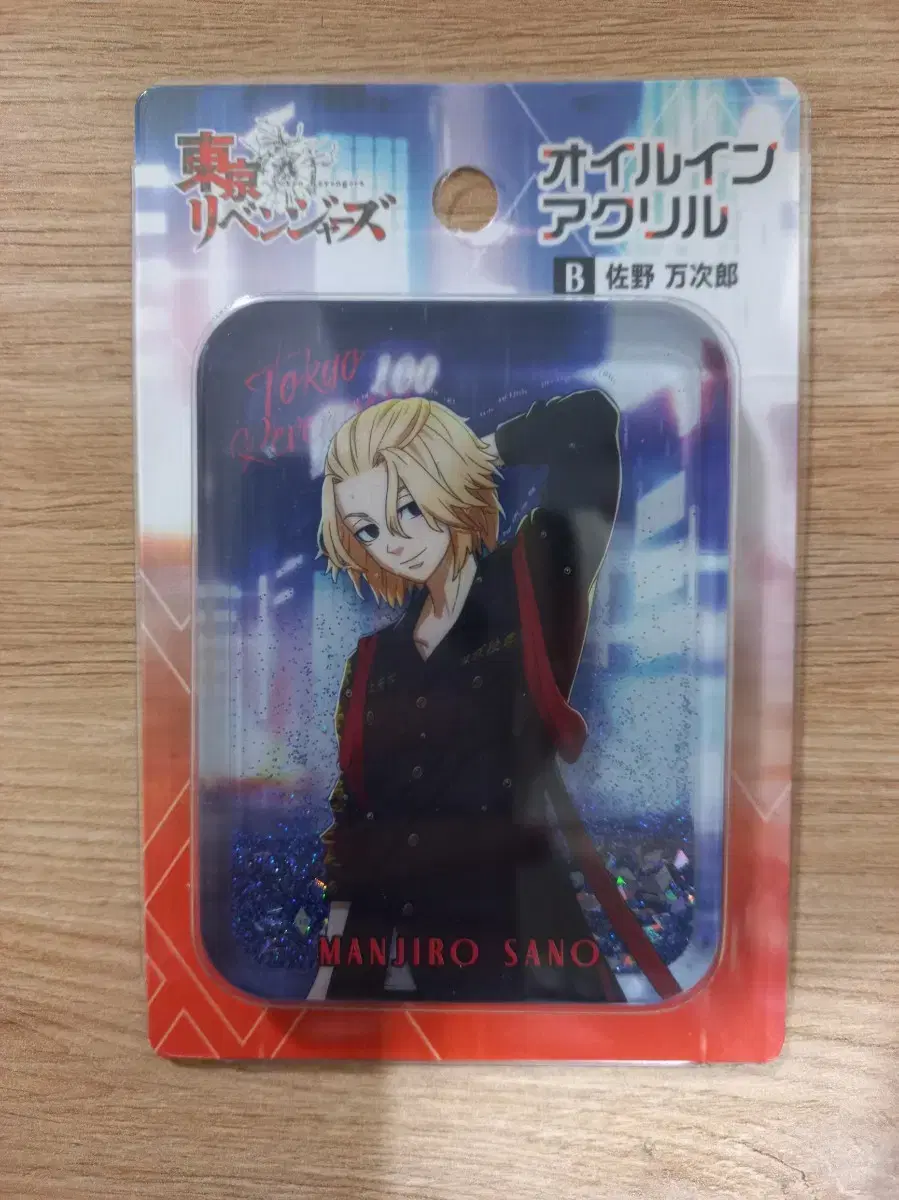 東京
リベンジャーズ
オイルイン
アクリル
B 佐野 万次郎
Tokyo
100
MANJIRO SANO